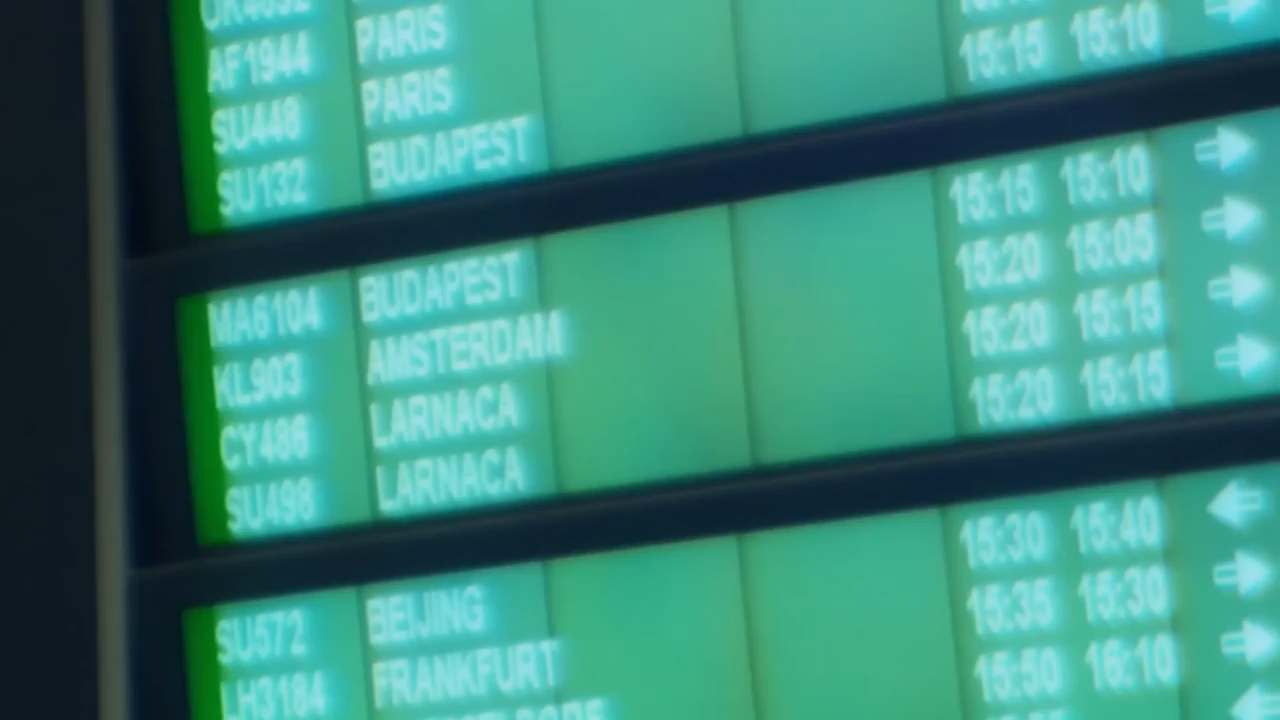 AF1944 PARIS
SU448 PARIS
SU132 BUDAPEST 15:15 15:10
MA6104 BUDAPEST 15:15 15:10
KL903 AMSTERDAM 15:20 15:05
CY486 LARNACA 15:20 15:15
SU498 LARNACA 15:20 15:15
SU572 BEIJING 15:30 15:40
LH3184 FRANKFURT 15:35 15:30
15:50 16:10